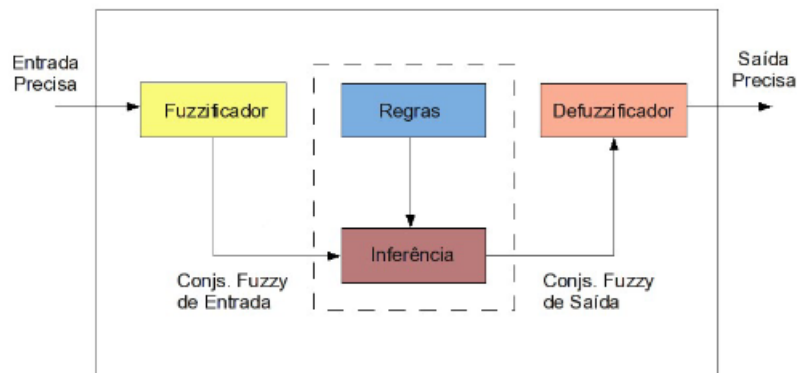 Entrada
Precisa
Saída
Precisa
Fuzzificador
Regras
Defuzzificador
Inferência
Conjs. Fuzzy
de Entrada
Conjs. Fuzzy
de Saída